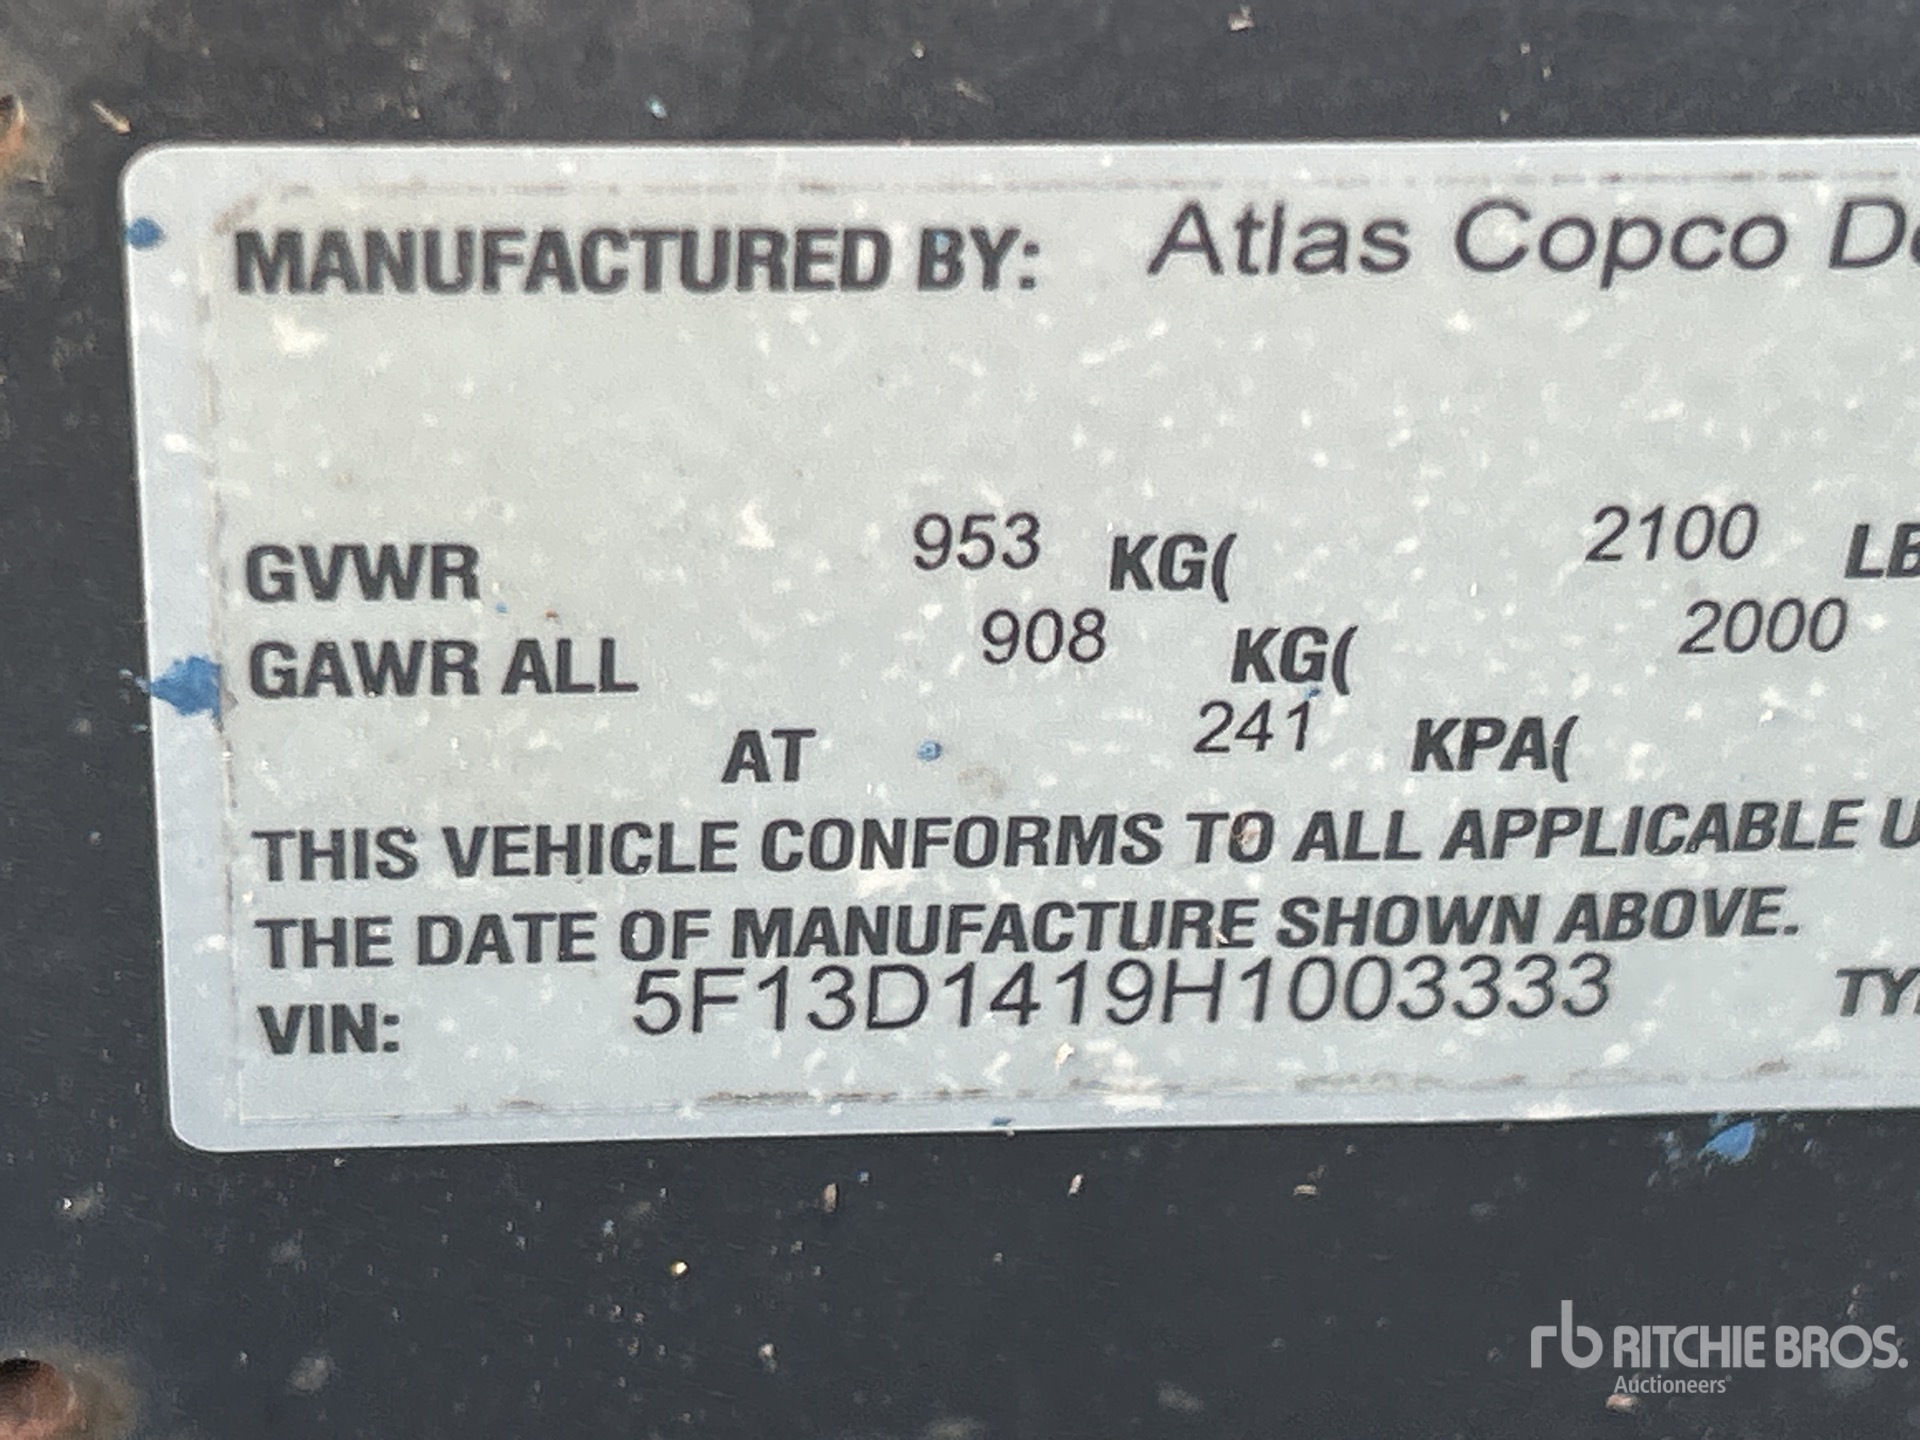 MANUFACTURED BY: Atlas Copco
GVWR 953 KG( 2100
GAWR ALL 908 KG( 2000
AT 241 KPA(
THIS VEHICLE CONFORMS TO ALL APPLICABLE
THE DATE OF MANUFACTURE SHOWN ABOVE.
VIN: 5F13D1419H1003333
rb RITCHIE BROS.
Auctioneers